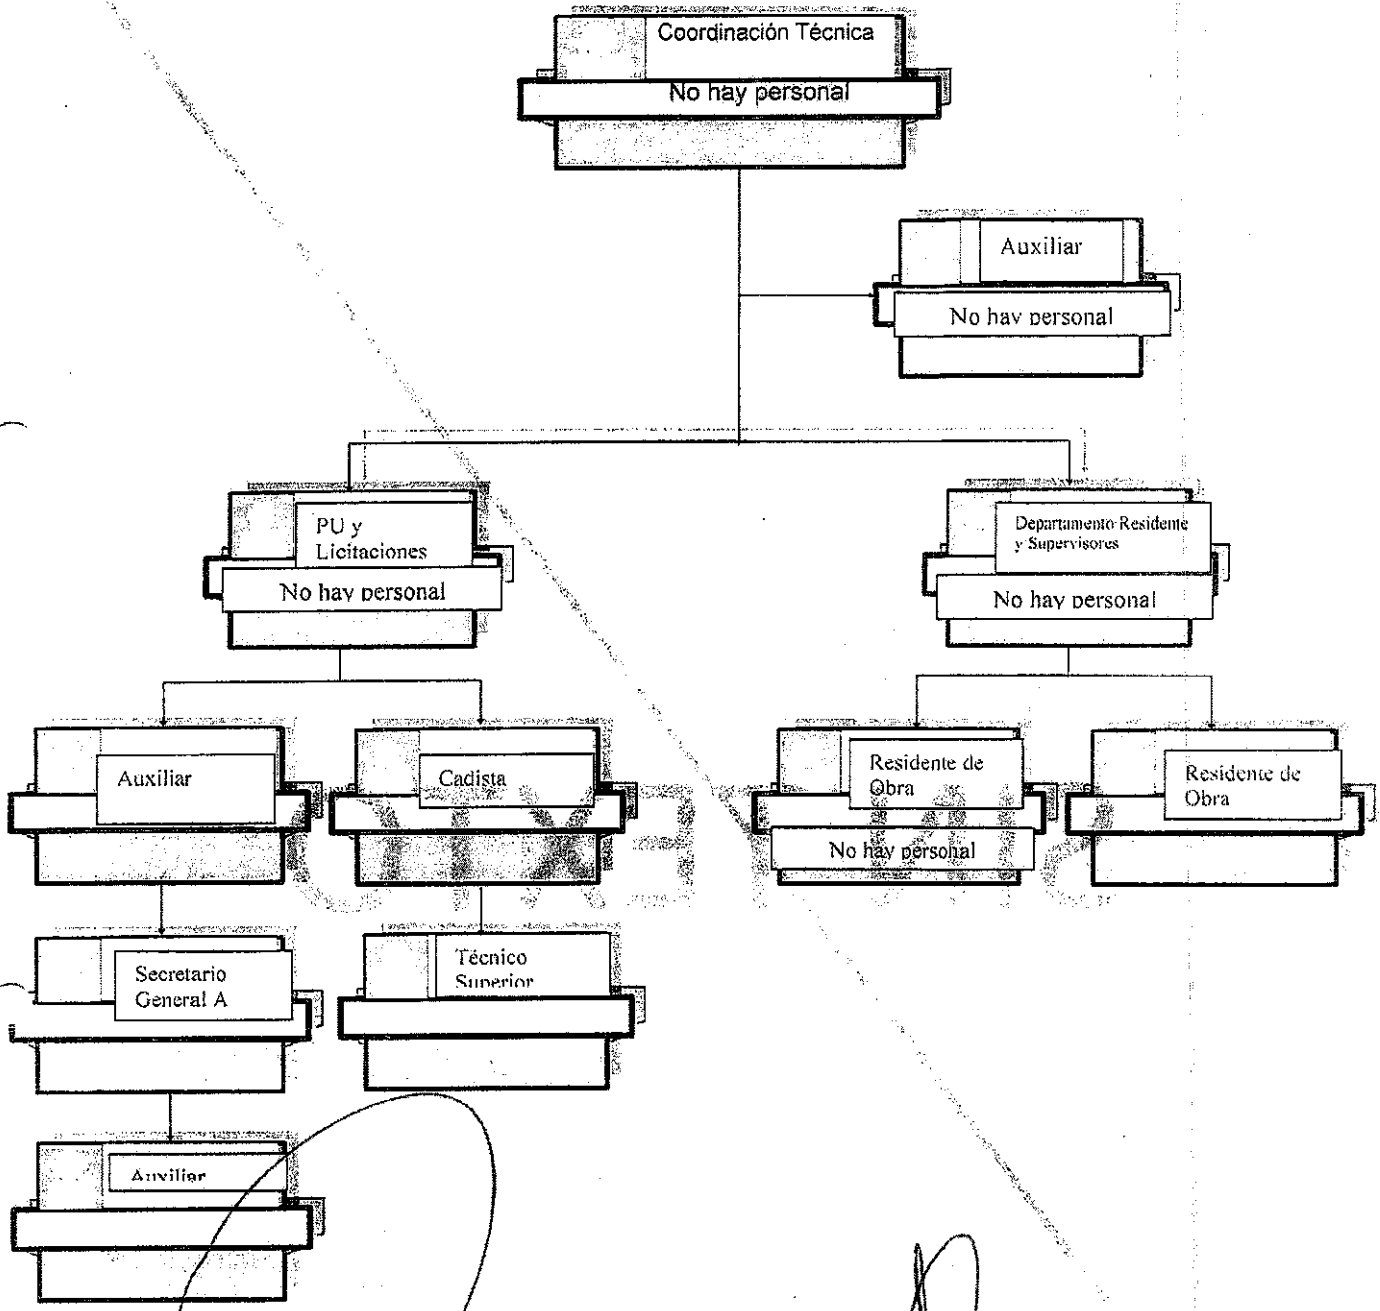 Coordinación Técnica
No hay personal
Auxiliar
No hay personal
PU y
Licitaciones
No hay personal
Departamento Residente
y Supervisores
No hay personal
Auxiliar
Cadista
Residente de
Obra
No hay personal
Residente de
Obra
Secretario
General A
Técnico
Superior
Auxiliar